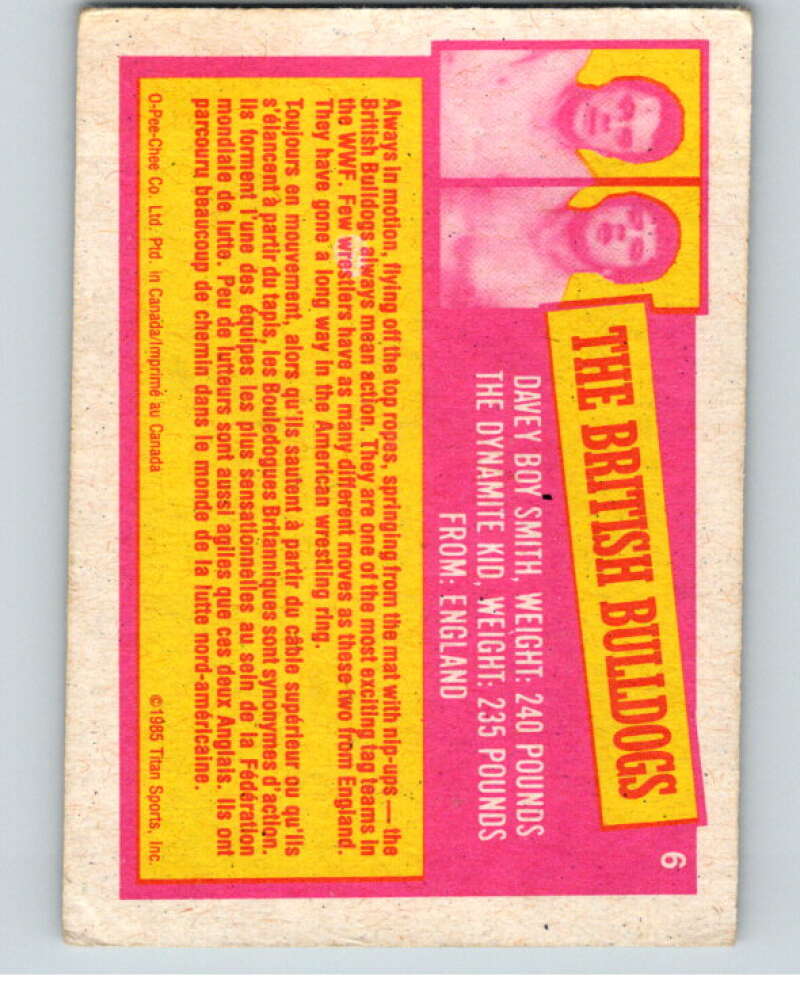 THE BRITISH BULLDOGS
6
DAVEY BOY SMITH, WEIGHT: 240 POUNDS
THE DYNAMITE KID, WEIGHT: 235 POUNDS
FROM: ENGLAND
Always in motion, flying off the top ropes, springing from the mat with nip-ups — the
British Bulldogs always mean action. They are one of the most exciting tag teams in
the WWF. Few wrestlers have as many different moves as these two from England.
They have gone a long way in the American wrestling ring.
Toujours en mouvement, alors qu'ils sautent à partir du câble supérieur ou qu'ils
s'élancent à partir du tapis, les Bouledogues Britanniques sont synonymes d'action.
Ils forment l'une des équipes les plus sensationnelles au sein de la Fédération
mondiale de lutte. Peu de lutteurs sont aussi agiles que ces deux Anglais. Ils ont
parcouru beaucoup de chemin dans le monde de la lutte nord-américaine.
O-Pee-Chee Co. Ltd. Ptd. in Canada/Imprimé au Canada
©1985 Titan Sports, Inc.